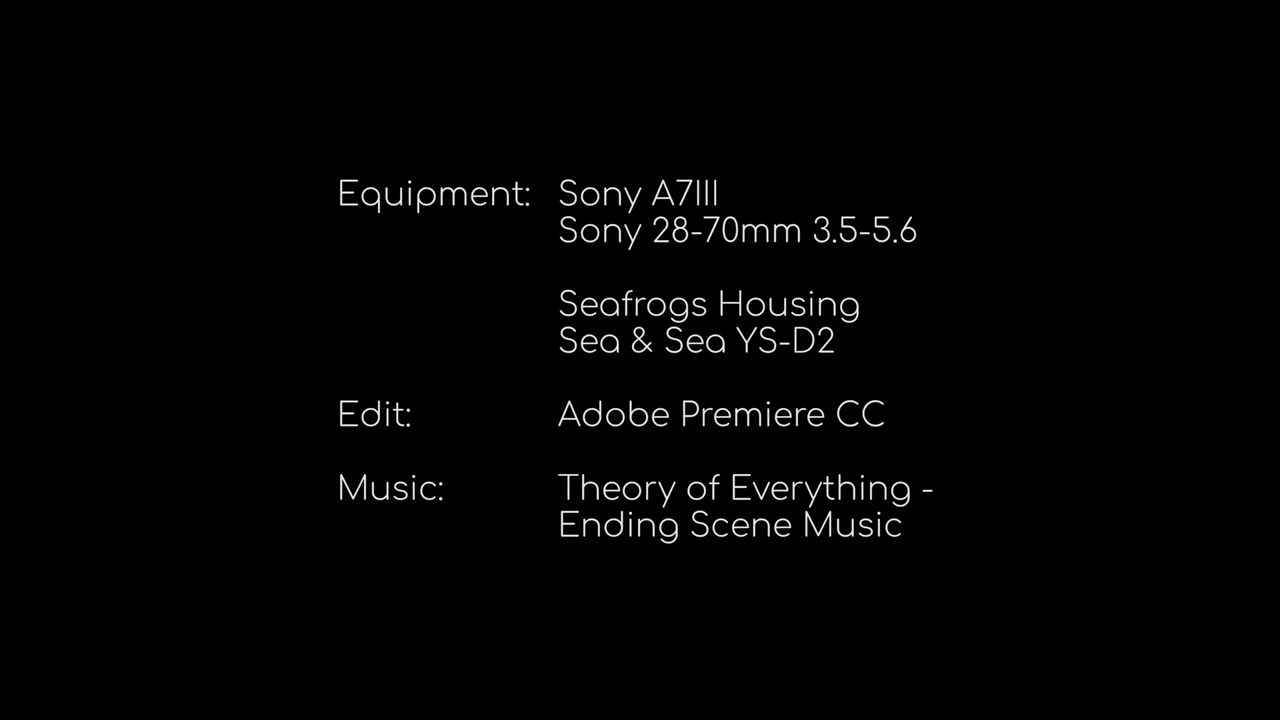 Equipment: Sony A7III
Sony 28-70mm 3.5-5.6
Seafrogs Housing
Sea & Sea YS-D2
Edit: Adobe Premiere CC
Music: Theory of Everything -
Ending Scene Music